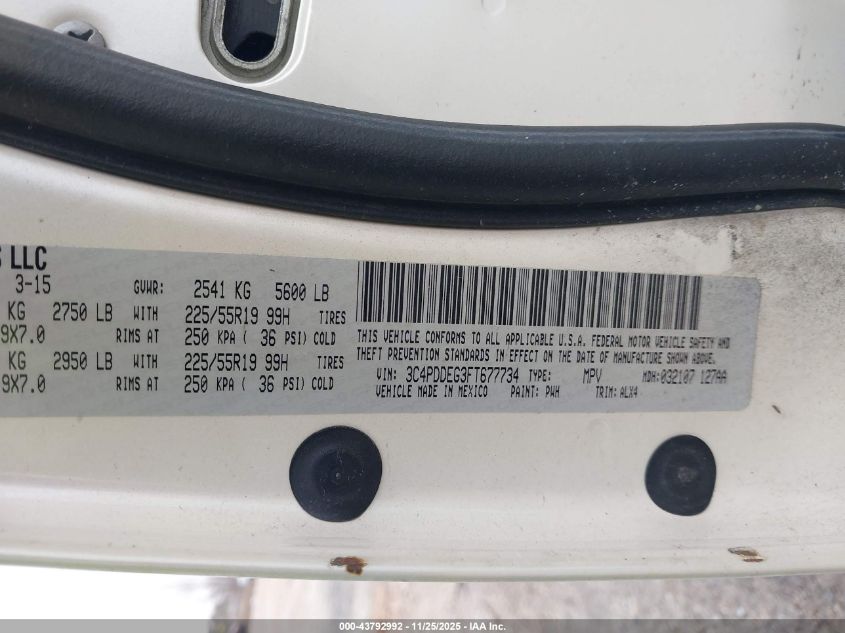 S LLC
3-15 GVWR: 2541 KG 5600 LB
KG 2750 LB WITH 225/55R19 99H TIRES
9X7.0 RIMS AT 250 KPA ( 36 PSI) COLD
KG 2950 LB WITH 225/55R19 99H TIRES
9X7.0 RIMS AT 250 KPA ( 36 PSI) COLD
THIS VEHICLE CONFORMS TO ALL APPLICABLE U.S.A. FEDERAL MOTOR VEHICLE SAFETY AND
THEFT PREVENTION STANDARDS IN EFFECT ON THE DATE OF MANUFACTURE SHOWN ABOVE.
VIN: 3C4PDDEG3FT677734 TYPE: MPV MDH: 032107 127AA
VEHICLE MADE IN MEXICO PAINT: PWH TRIM: ALX4
000-43792992 - 11/25/2025 - IAA Inc.